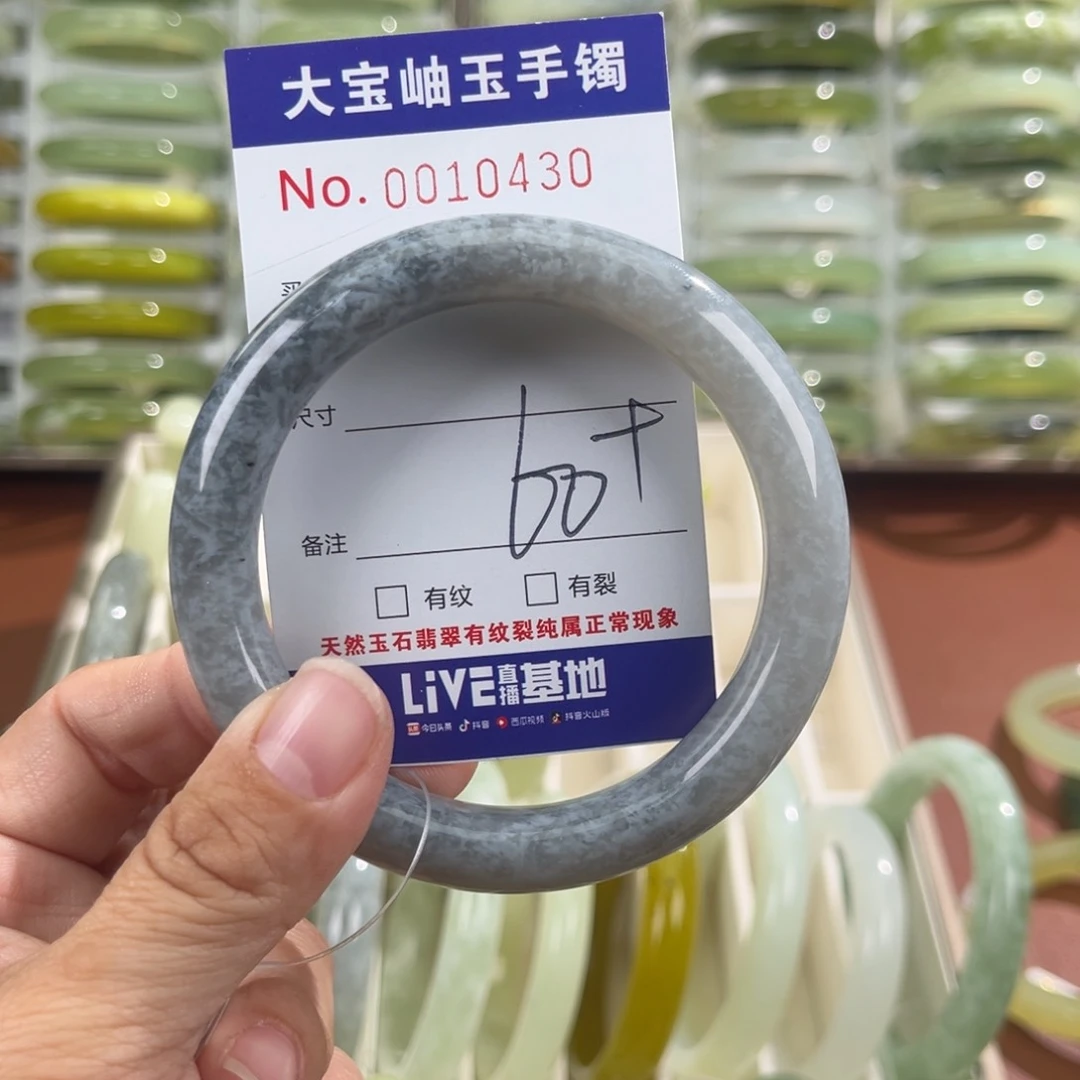 大宝岫玉手镯
No. 0010430
尺寸
60+
备注
□ 有纹 □ 有裂
天然玉石翡翠有纹裂纯属正常现象
LiVE直播基地
今日头条 抖音 西瓜视频 抖音火山版